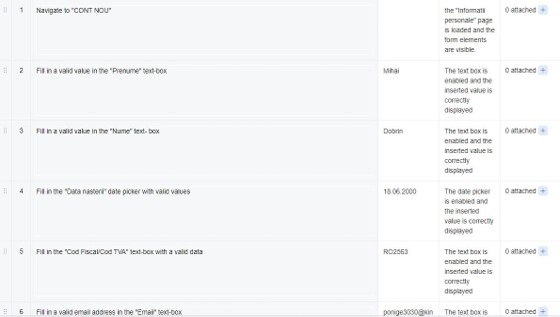 1 Navigate to "CONT NOU" the "Informatii 0 attached +
personale" page
is loaded and the
form elements
are visible.
2 Fill in a valid value in the "Prenume" text-box Mihai The text box is 0 attached +
enabled and the
inserted value is
correctly
displayed
3 Fill in a valid value in the "Nume" text- box Dobrin The text box is 0 attached +
enabled and the
inserted value is
correctly
displayed
4 Fill in the "Data nasterii" date picker with valid values 18.06.2000 The date picker 0 attached +
is enabled and
the inserted
value is correctly
displayed
5 Fill in the "Cod Fiscal/Cod TVA" text-box with a valid data RO2563 The text box is 0 attached +
enabled and the
inserted value is
correctly
displayed
6 Fill in a valid email address in the "Email" text-box ponige3030@kin The text box is 0 attached +